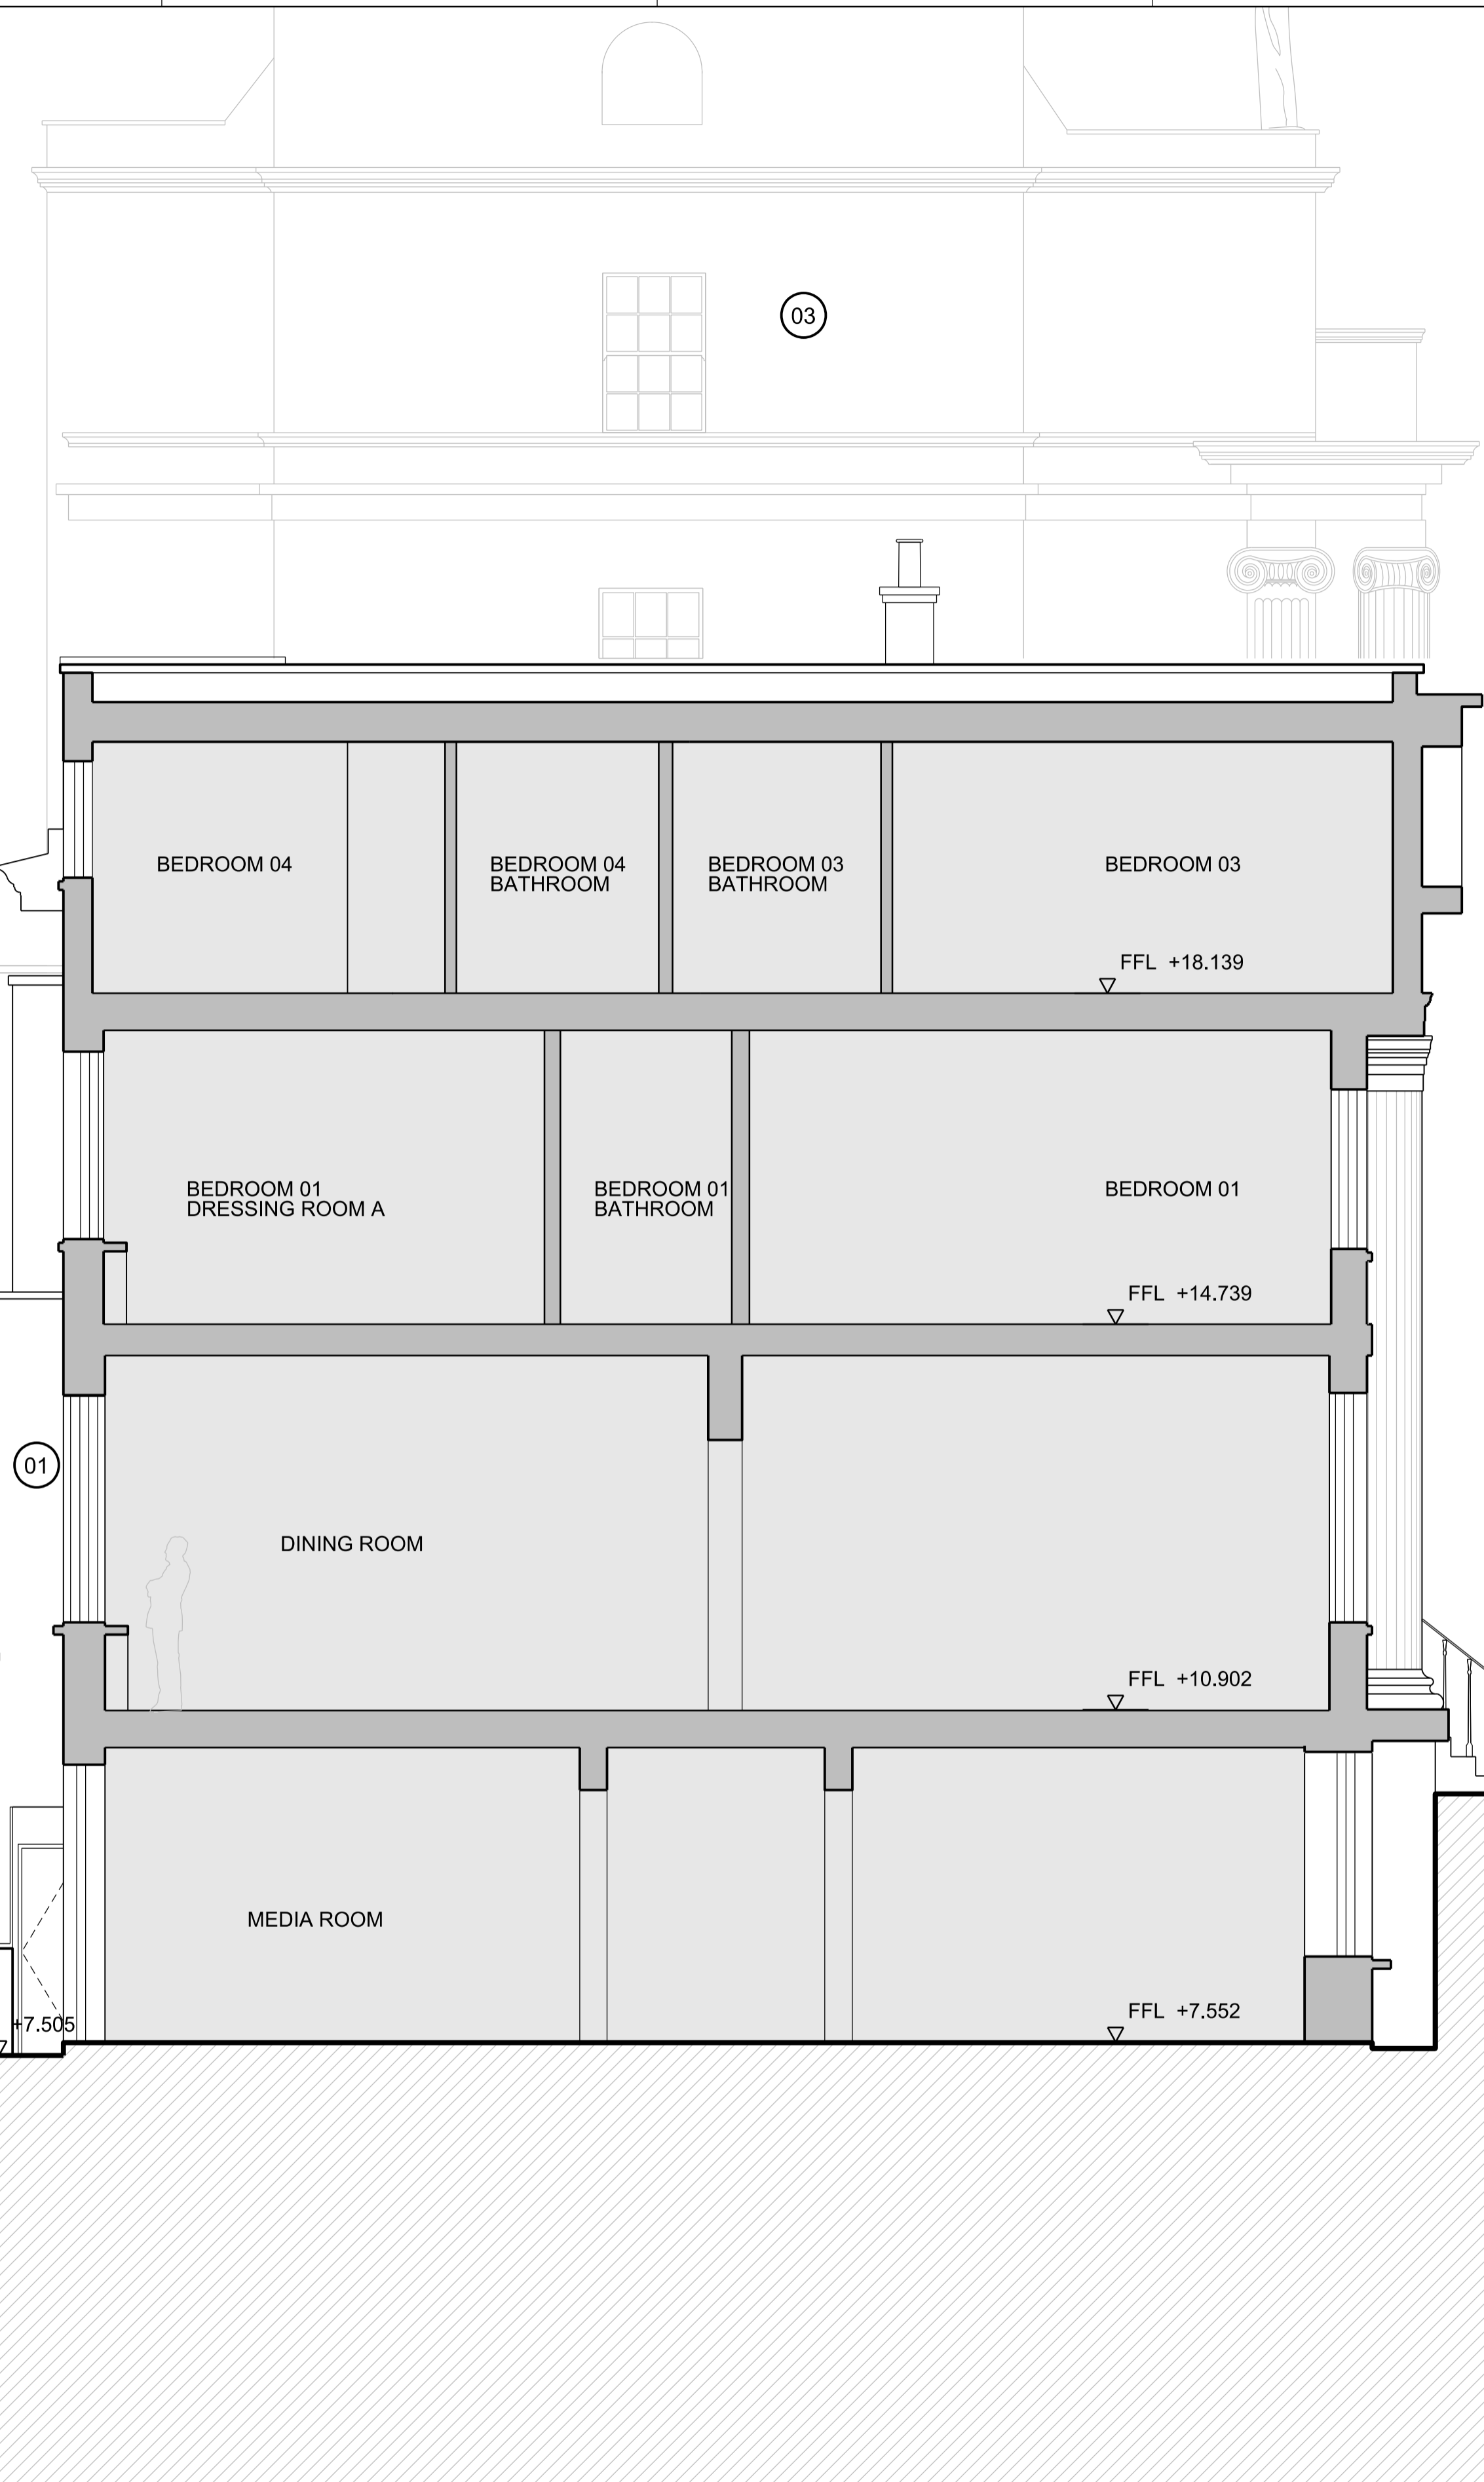 03
BEDROOM 04
BEDROOM 04
BATHROOM
BEDROOM 03
BATHROOM
BEDROOM 03
FFL +18.139
BEDROOM 01
DRESSING ROOM A
BEDROOM 01
BATHROOM
BEDROOM 01
FFL +14.739
01
DINING ROOM
FFL +10.902
MEDIA ROOM
FFL +7.552
+7.505